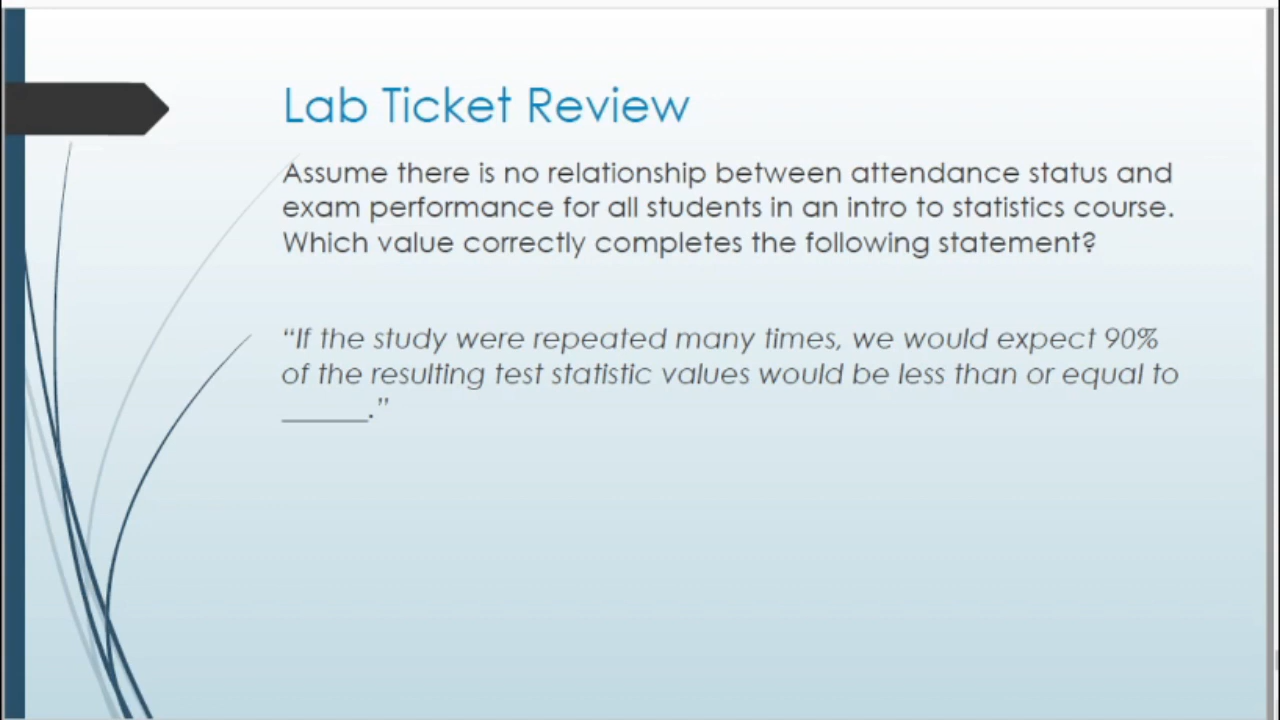 Lab Ticket Review
Assume there is no relationship between attendance status and
exam performance for all students in an intro to statistics course.
Which value correctly completes the following statement?
“If the study were repeated many times, we would expect 90%
of the resulting test statistic values would be less than or equal to
______.”